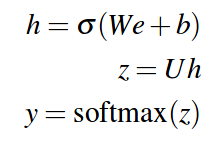 h = σ(We + b)
z = Uh
y = softmax(z)